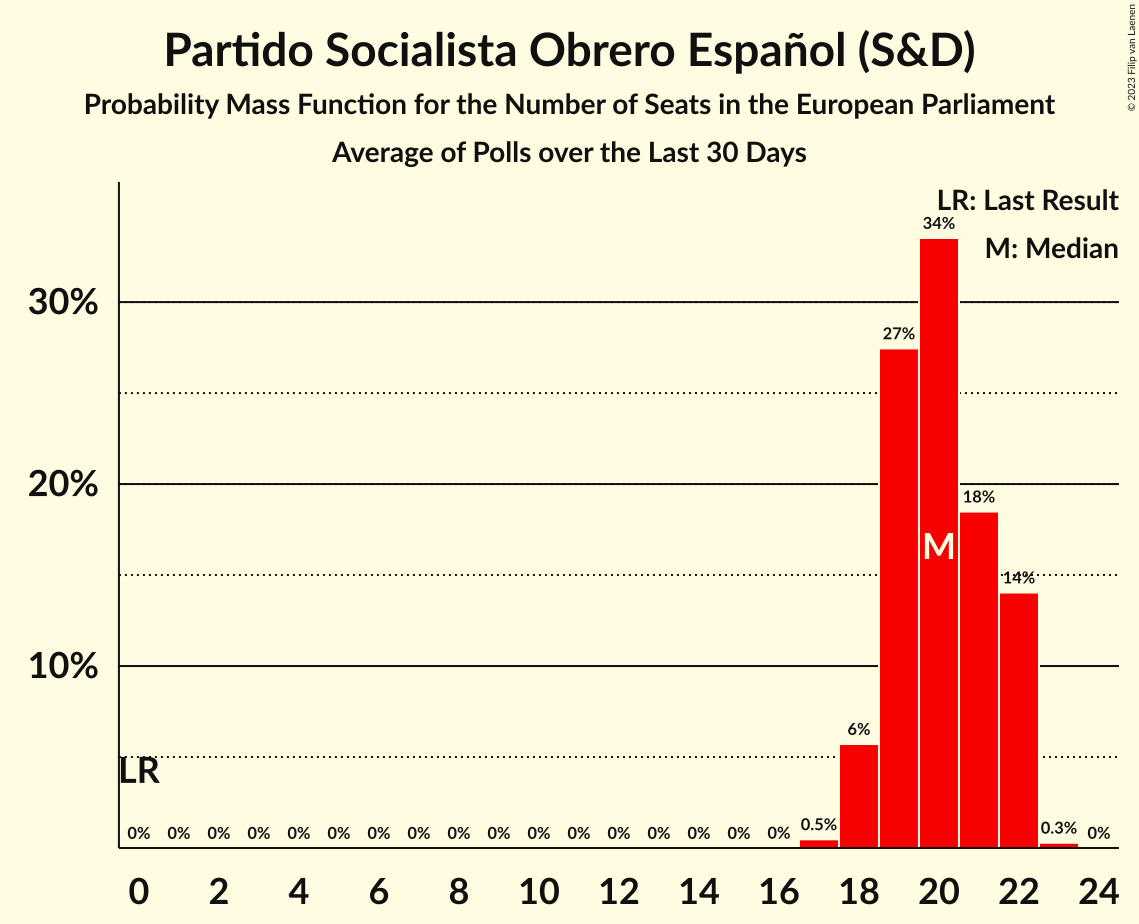 Partido Socialista Obrero Español (S&D)
Probability Mass Function for the Number of Seats in the European Parliament
Average of Polls over the Last 30 Days
© 2023 Filip van Laenen
LR: Last Result
M: Median
34%
30%
27%
20%
18%
M
14%
10%
6%
LR
0% 0% 0% 0% 0% 0% 0% 0% 0% 0% 0% 0% 0% 0% 0% 0% 0% 0.5% 0.3% 0%
0 2 4 6 8 10 12 14 16 18 20 22 24